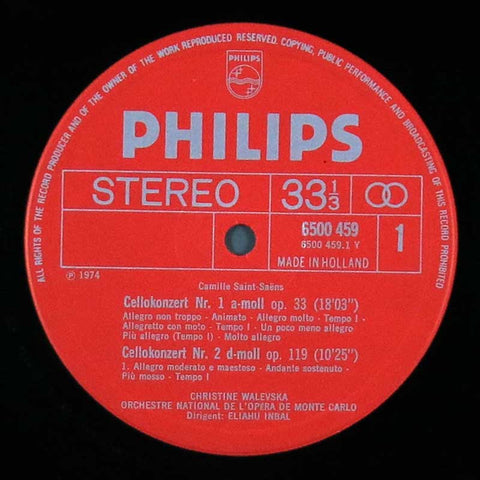 ALL RIGHTS OF THE RECORD PRODUCER AND OF THE OWNER OF THE WORK REPRODUCED RESERVED. COPYING, PUBLIC PERFORMANCE AND BROADCASTING OF THIS RECORD PROHIBITED
PHILIPS
PHILIPS
STEREO 33 1/3
6500 459
6500 459.1 Y
1
MADE IN HOLLAND
℗ 1974
Camille Saint-Saëns
Cellokonzert Nr. 1 a-moll op. 33 (18'03")
Allegro non troppo - Animato - Allegro molto - Tempo I -
Allegretto con moto - Tempo I - Un poco meno allegro
Più allegro (Tempo I) - Molto allegro
Cellokonzert Nr. 2 d-moll op. 119 (10'25")
1. Allegro moderato e maestoso - Andante sostenuto -
Più mosso - Tempo I
CHRISTINE WALEVSKA
ORCHESTRE NATIONAL DE L'OPERA DE MONTE CARLO
Dirigent: ELIAHU INBAL